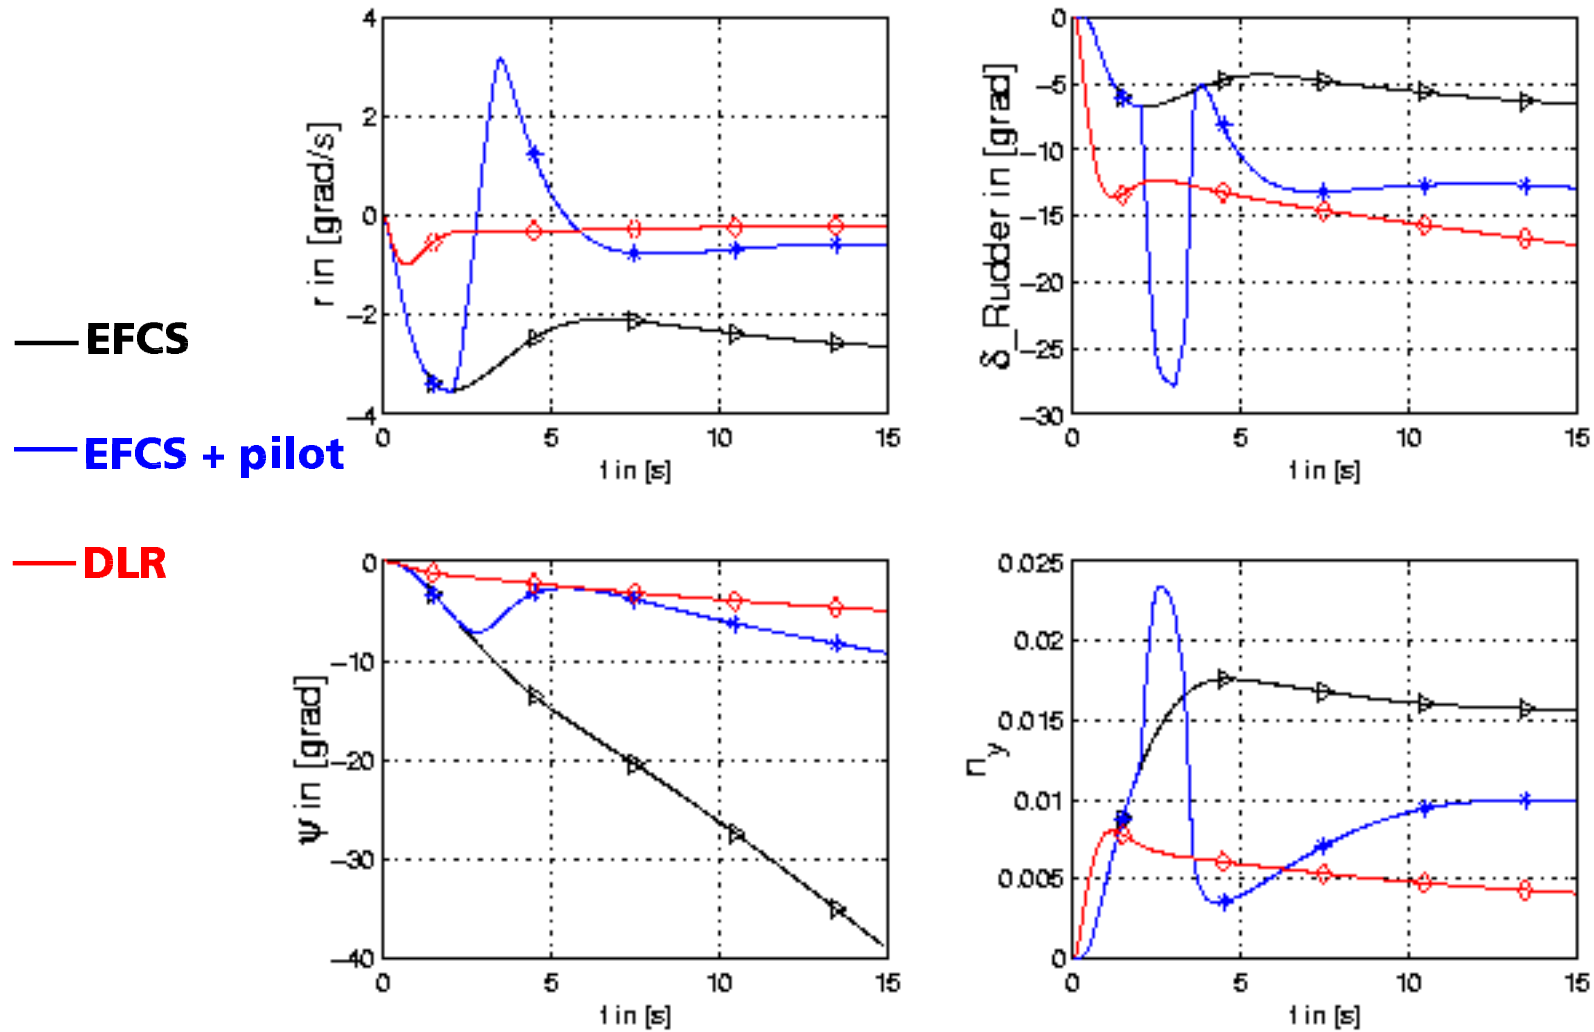 EFCS
EFCS + pilot
DLR
4
2
0
−2
−4
r in [grad/s]
0 5 10 15
t in [s]
0
−5
−10
−15
−20
−25
−30
δ_Rudder in [grad]
0 5 10 15
t in [s]
0
−10
−20
−30
−40
ψ in [grad]
0 5 10 15
t in [s]
0.025
0.02
0.015
0.01
0.005
0
n_y
0 5 10 15
t in [s]